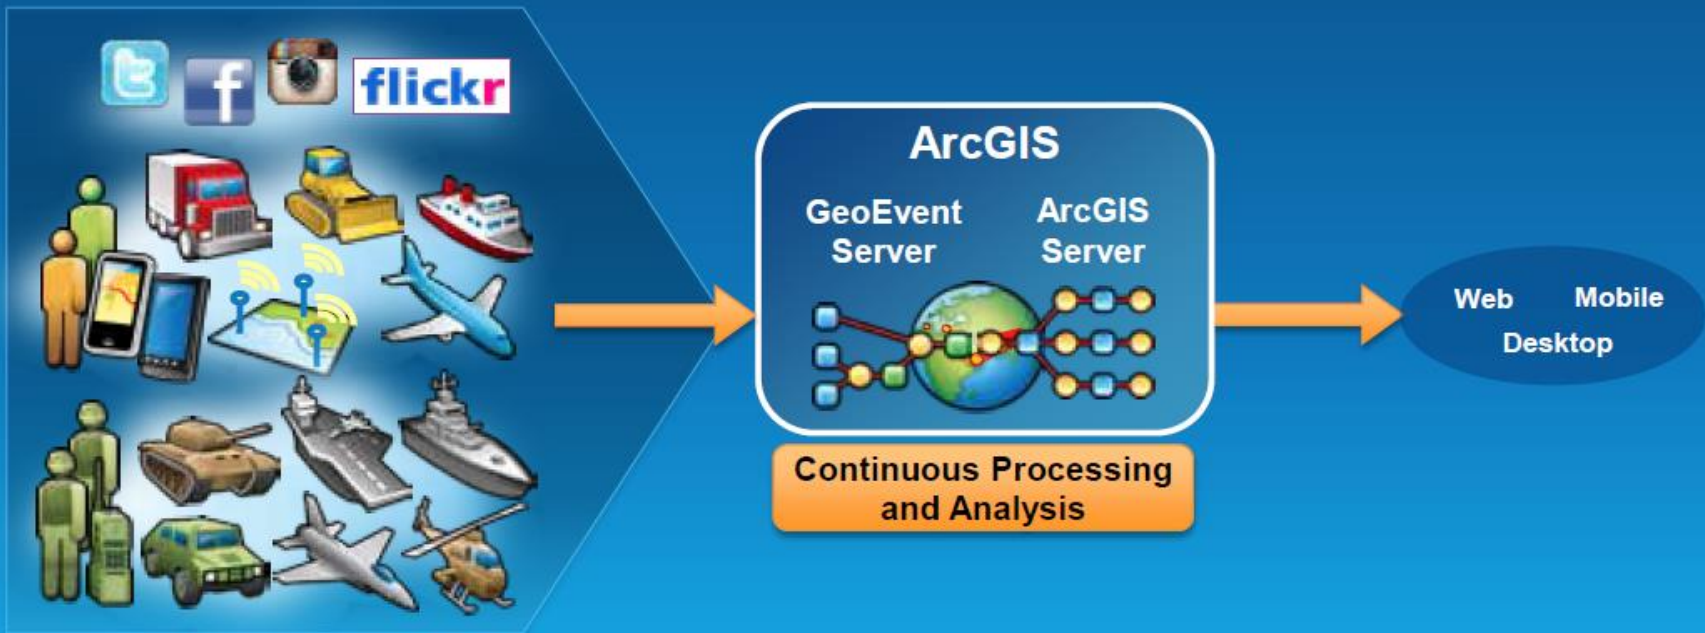 t
f
flickr
ArcGIS
GeoEvent
Server
ArcGIS
Server
Continuous Processing
and Analysis
Web
Mobile
Desktop